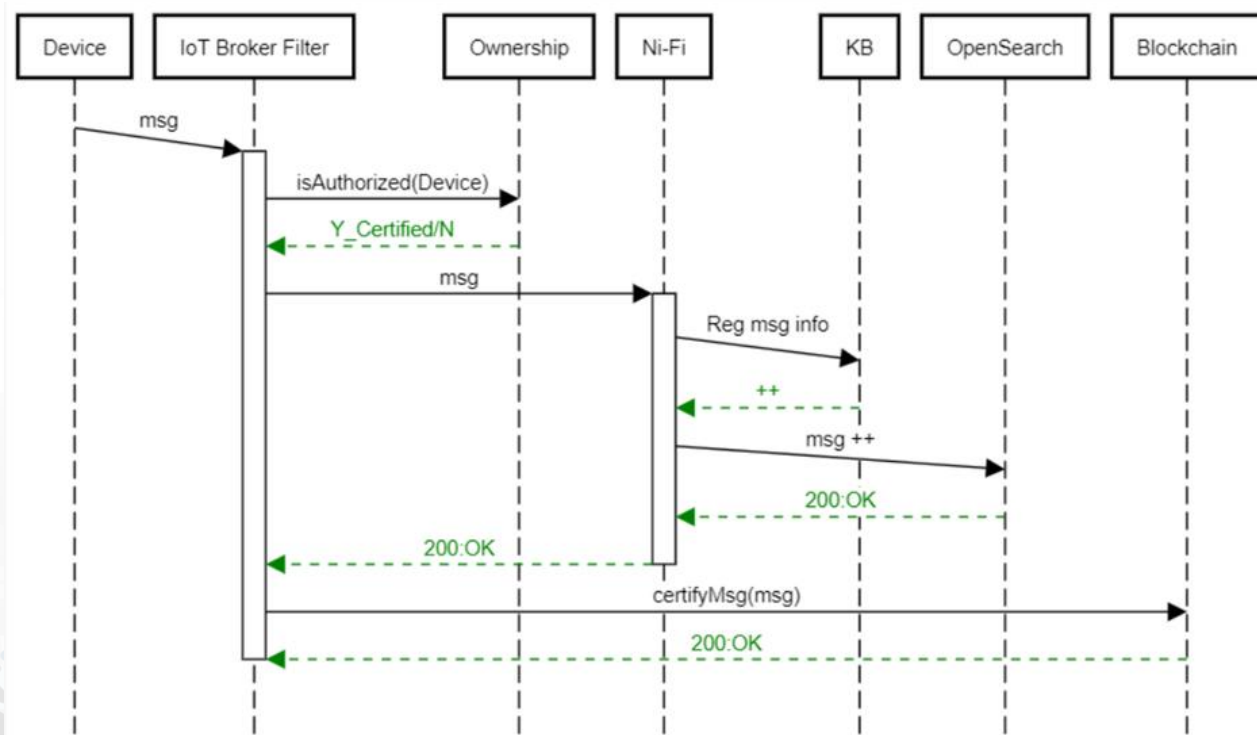 Device
IoT Broker Filter
Ownership
Ni-Fi
KB
OpenSearch
Blockchain
msg
isAuthorized(Device)
Y_Certified/N
msg
Reg msg info
++
msg ++
200:OK
200:OK
certifyMsg(msg)
200:OK